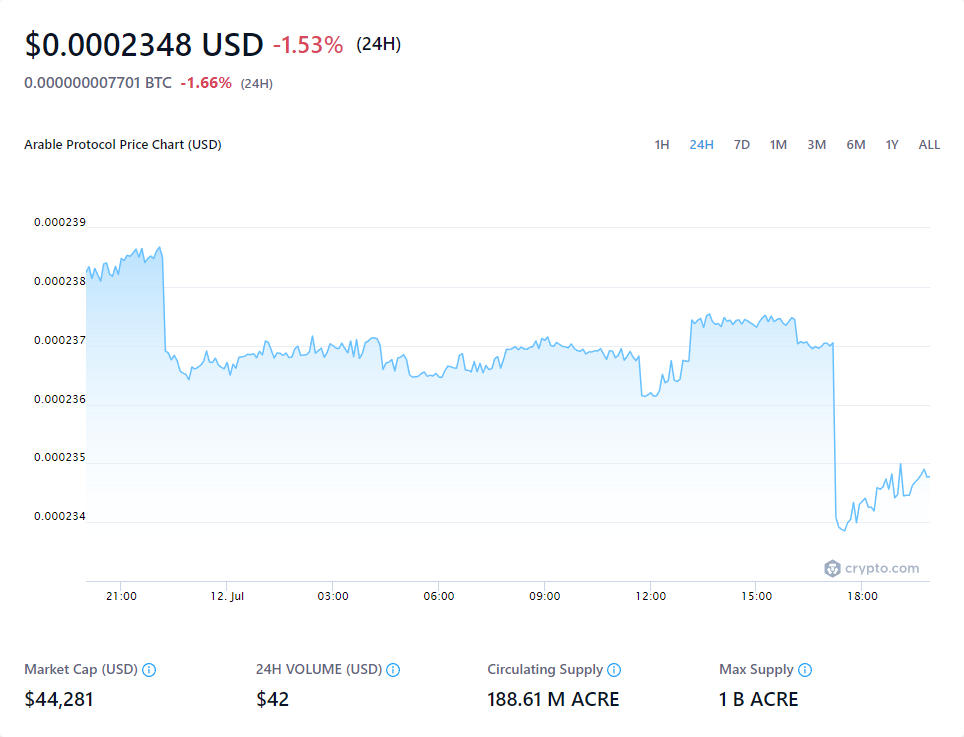 $0.0002348 USD -1.53% (24H)
0.000000007701 BTC -1.66% (24H)
Arable Protocol Price Chart (USD) 1H 24H 7D 1M 3M 6M 1Y ALL
0.000239
0.000238
0.000237
0.000236
0.000235
0.000234
crypto.com
21:00 12. Jul 03:00 06:00 09:00 12:00 15:00 18:00
Market Cap (USD) 24H VOLUME (USD) Circulating Supply Max Supply
$44,281 $42 188.61 M ACRE 1 B ACRE